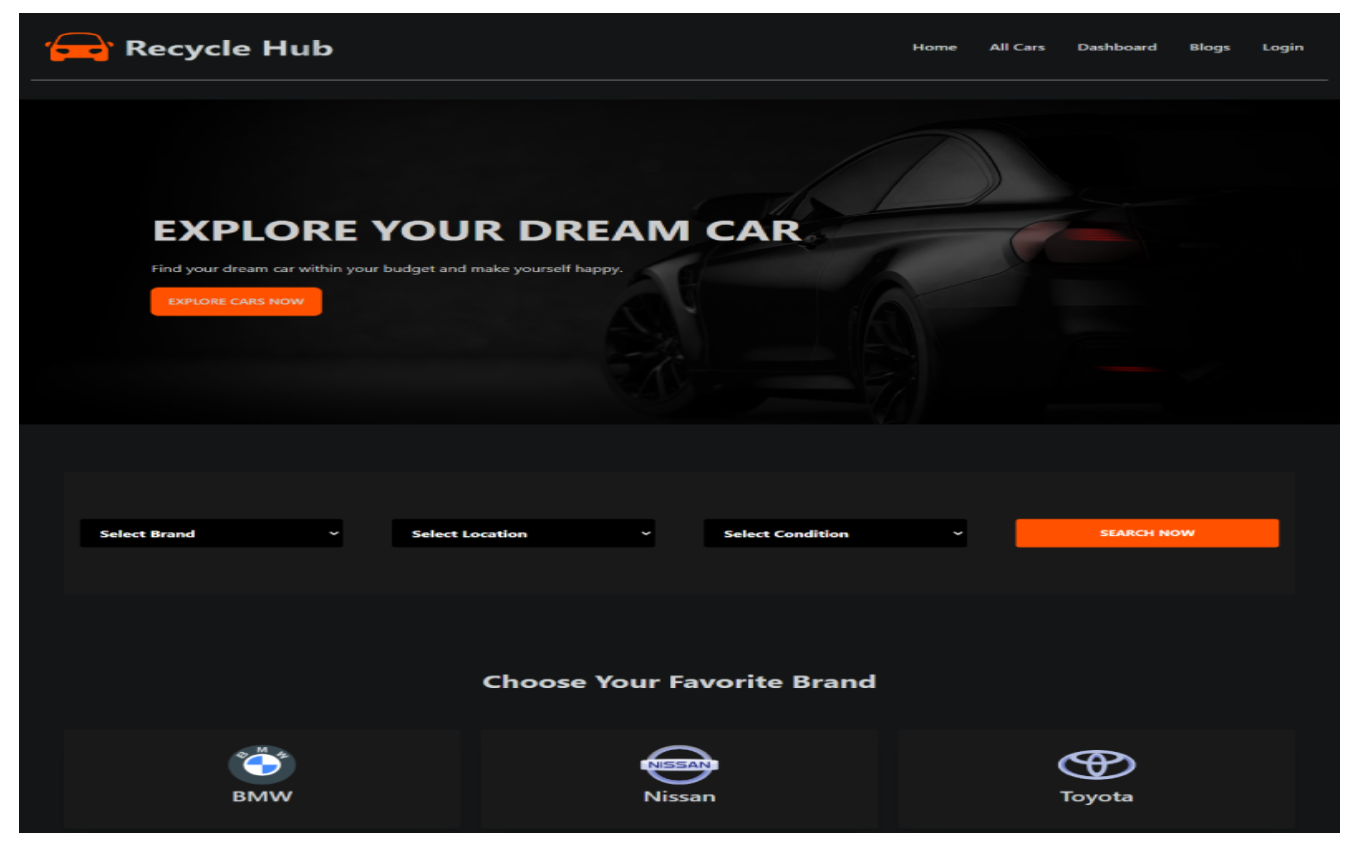 Recycle Hub
Home All Cars Dashboard Blogs Login
EXPLORE YOUR DREAM CAR
Find your dream car within your budget and make yourself happy.
EXPLORE CARS NOW
Select Brand Select Location Select Condition SEARCH NOW
Choose Your Favorite Brand
BMW NISSAN
BMW Nissan Toyota